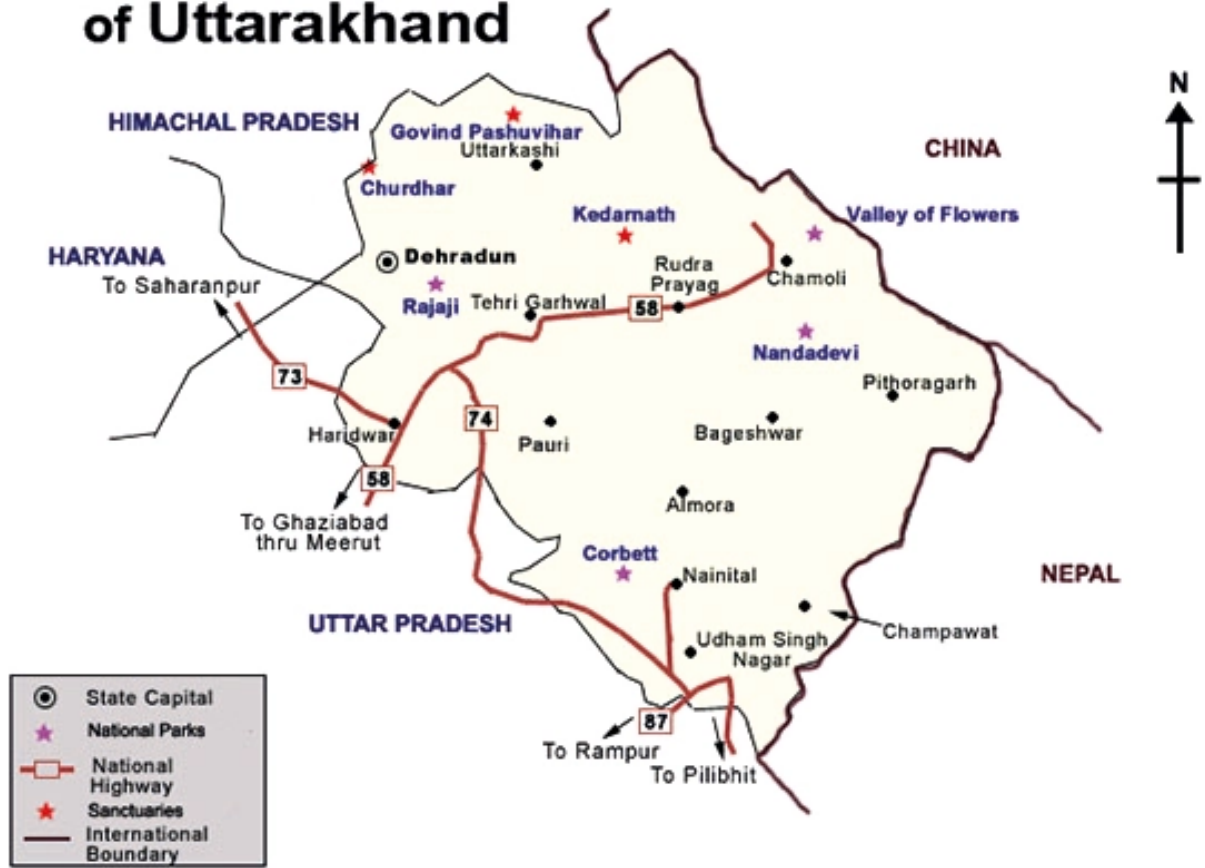 of Uttarakhand
N
HIMACHAL PRADESH
Govind Pashuvihar
Uttarkashi
CHINA
Churdhar
Kedarnath
Valley of Flowers
HARYANA
To Saharanpur
Dehradun
Rudra
Prayag
Chamoli
Rajaji
Tehri Garhwal
58
Nandadevi
73
Pithoragarh
74
Haridwar
Pauri
Bageshwar
58
Almora
To Ghaziabad
thru Meerut
Corbett
Nainital
NEPAL
UTTAR PRADESH
Champawat
Udham Singh
Nagar
87
To Rampur
To Pilibhit
State Capital
National Parks
National
Highway
Sanctuaries
International
Boundary